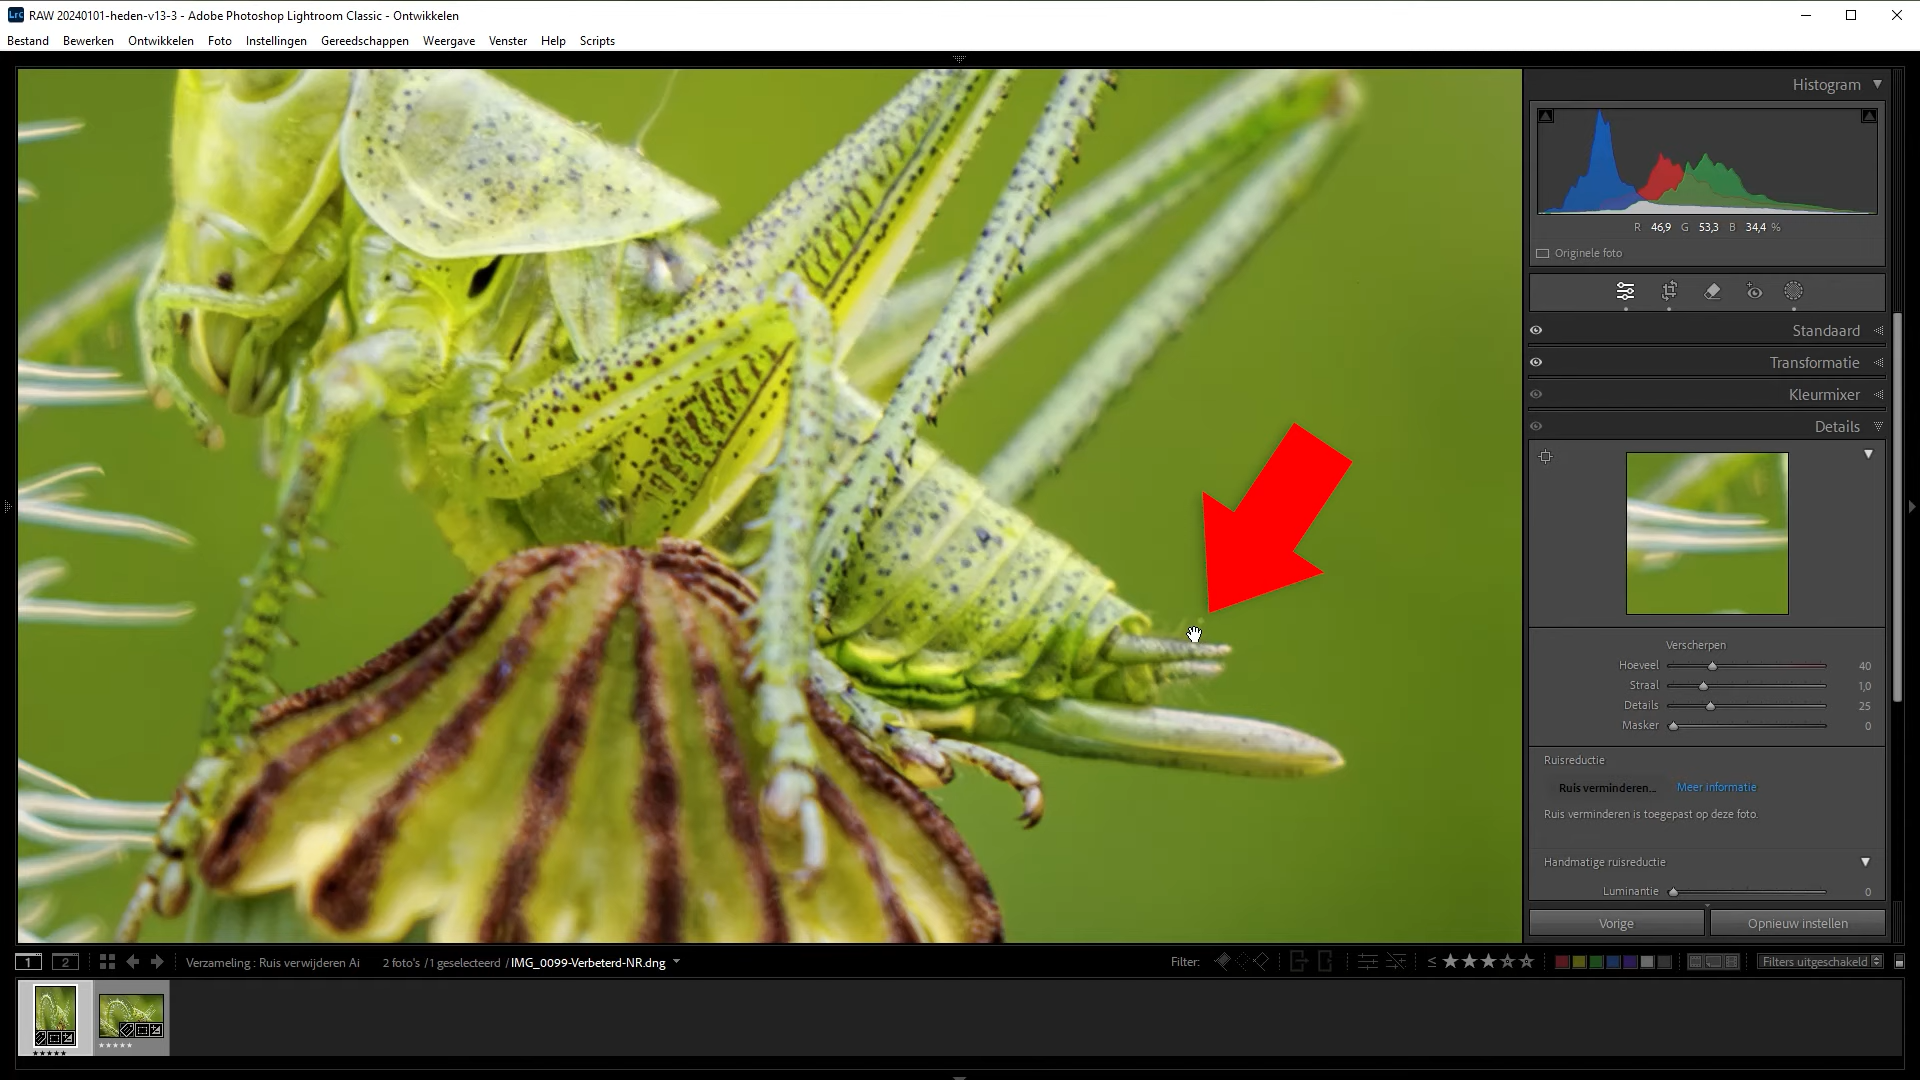 RAW 20240101-heden-v13-3 - Adobe Photoshop Lightroom Classic - Ontwikkelen
Bestand Bewerken Ontwikkelen Foto Instellingen Gereedschappen Weergave Venster Help Scripts
Histogram
R 46,9 G 53,3 B 34,4 %
Originele foto
Standaard
Transformatie
Kleurmixer
Details
Verscherpen
Hoeveel 40
Straal 1,0
Details 25
Masker 0
Ruisreductie
Ruis verminderen... Meer informatie
Ruis verminderen is toegepast op deze foto.
Handmatige ruisreductie
Luminantie 0
Vorige Opnieuw instellen
1 2 Verzameling : Ruis verwijderen Ai 2 foto's /1 geselecteerd /IMG_0099-Verbeterd-NR.dng Filter: ≤ Filters uitgeschakeld